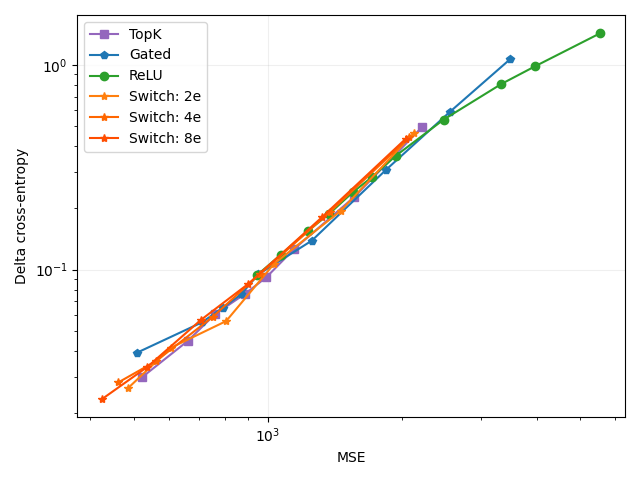 TopK
Gated
ReLU
Switch: 2e
Switch: 4e
Switch: 8e
Delta cross-entropy
10⁰
10⁻¹
10³
MSE